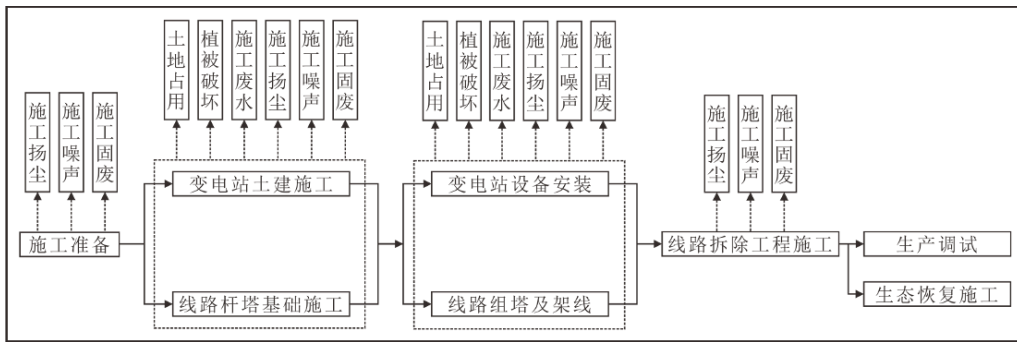 土地占用
植被破坏
施工废水
施工扬尘
施工噪声
施工固废
土地占用
植被破坏
施工废水
施工扬尘
施工噪声
施工固废
施工扬尘
施工噪声
施工固废
施工扬尘
施工噪声
施工固废
变电站土建施工
变电站设备安装
施工准备
线路拆除工程施工
生产调试
线路杆塔基础施工
线路组塔及架线
生态恢复施工